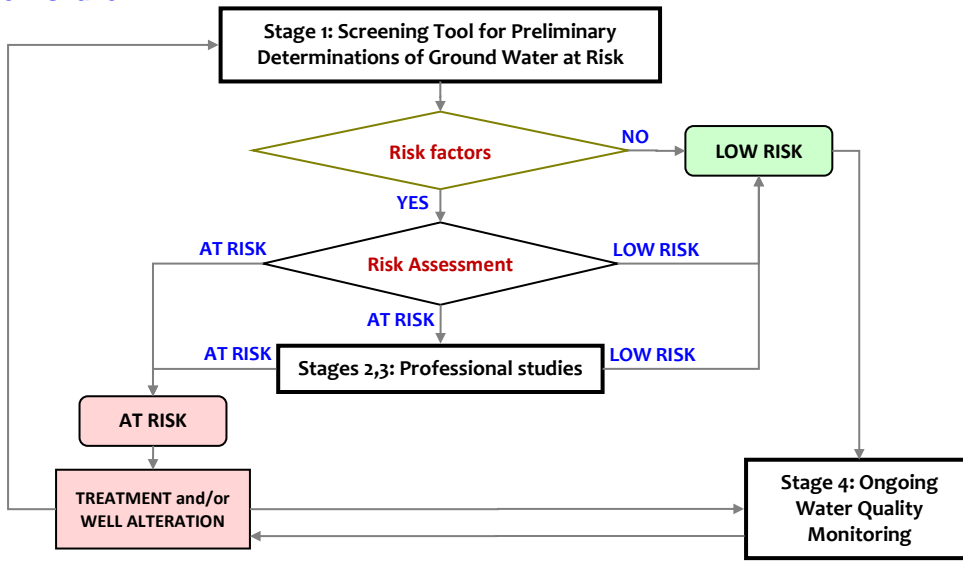 Stage 1: Screening Tool for Preliminary
Determinations of Ground Water at Risk
Risk factors
NO
LOW RISK
YES
AT RISK
Risk Assessment
LOW RISK
AT RISK
AT RISK
Stages 2,3: Professional studies
LOW RISK
AT RISK
TREATMENT and/or
WELL ALTERATION
Stage 4: Ongoing
Water Quality
Monitoring